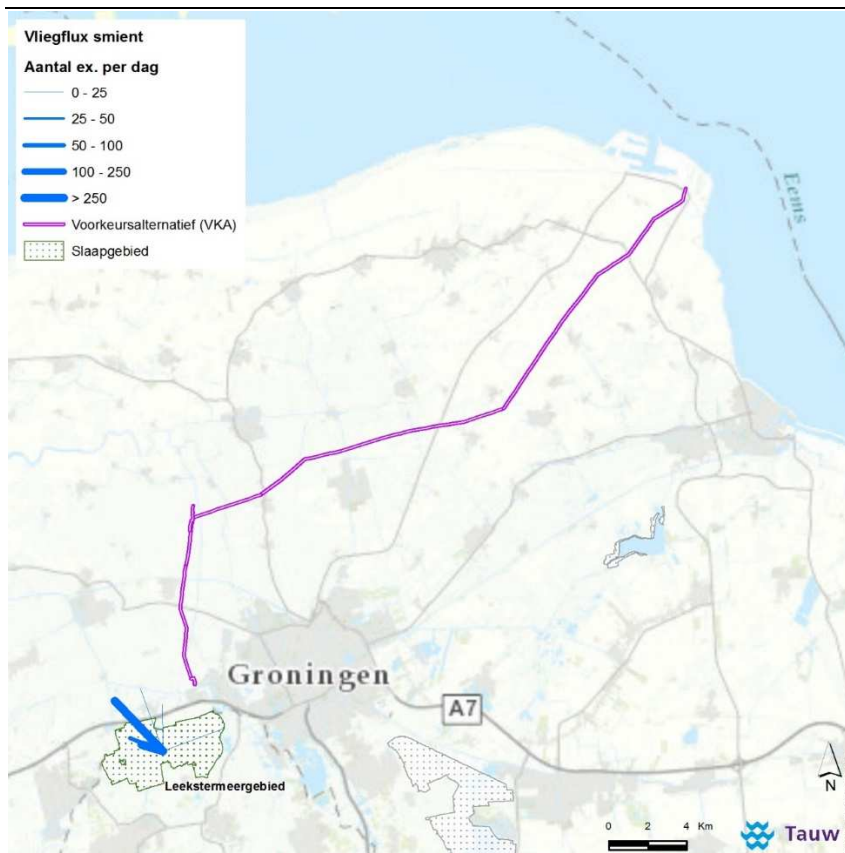 Vliegflux smient
Aantal ex. per dag
0 - 25
25 - 50
50 - 100
100 - 250
> 250
Voorkeursalternatief (VKA)
Slaapgebied
Eems
Groningen
A7
Leekstermeergebied
N
0 2 4 Km
Tauw